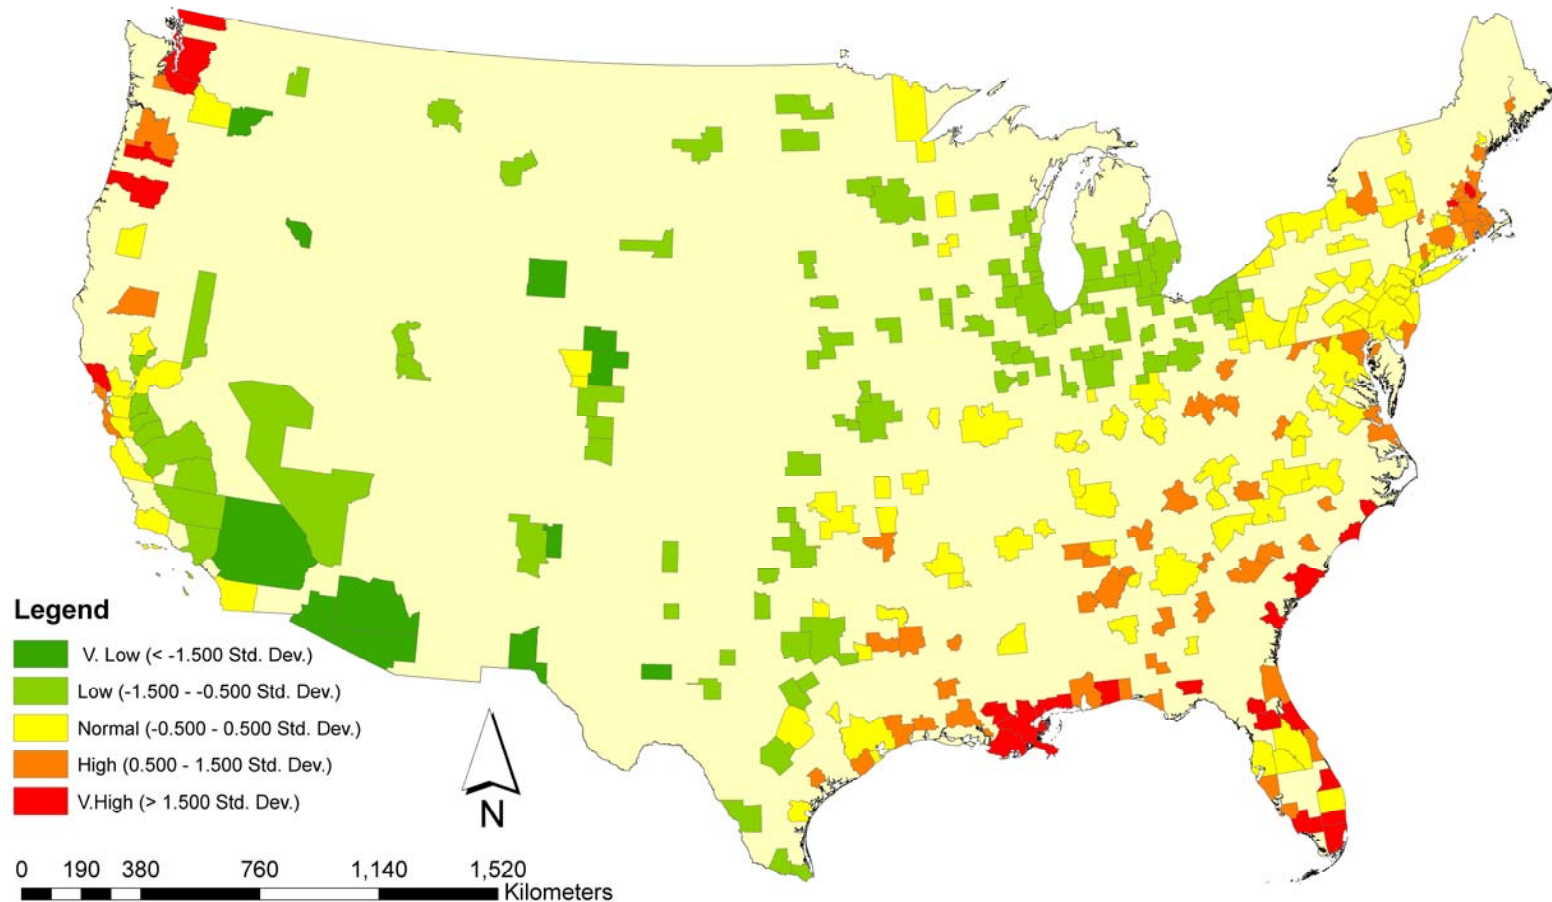 Legend
V. Low (< -1.500 Std. Dev.)
Low (-1.500 - -0.500 Std. Dev.)
Normal (-0.500 - 0.500 Std. Dev.)
High (0.500 - 1.500 Std. Dev.)
V.High (> 1.500 Std. Dev.)
N
0 190 380 760 1,140 1,520
Kilometers